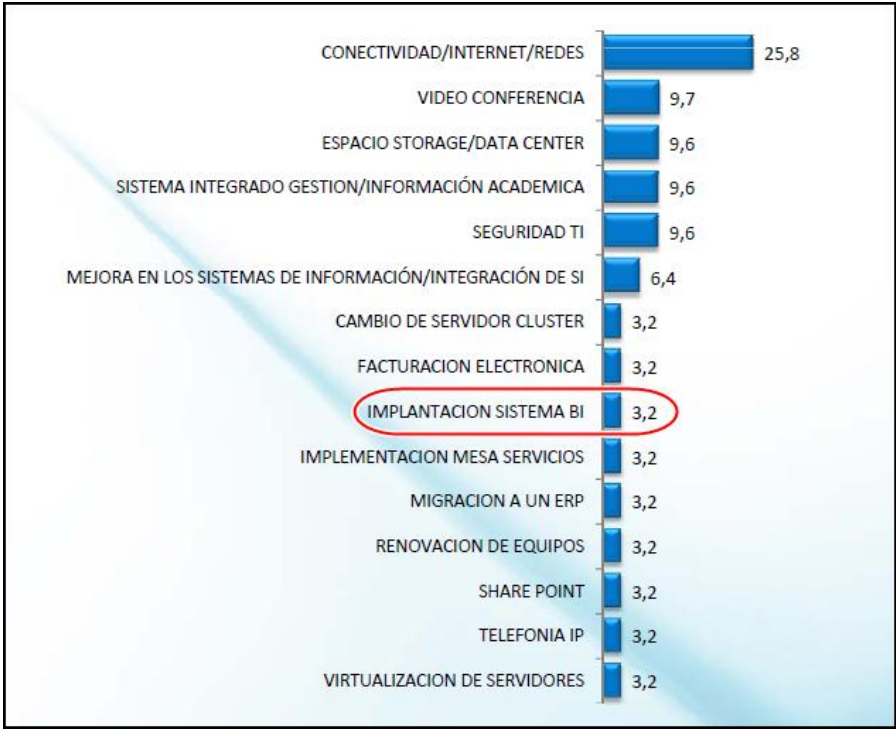 CONECTIVIDAD/INTERNET/REDES 25,8
VIDEO CONFERENCIA 9,7
ESPACIO STORAGE/DATA CENTER 9,6
SISTEMA INTEGRADO GESTION/INFORMACIÓN ACADEMICA 9,6
SEGURIDAD TI 9,6
MEJORA EN LOS SISTEMAS DE INFORMACIÓN/INTEGRACIÓN DE SI 6,4
CAMBIO DE SERVIDOR CLUSTER 3,2
FACTURACION ELECTRONICA 3,2
IMPLANTACION SISTEMA BI 3,2
IMPLEMENTACION MESA SERVICIOS 3,2
MIGRACION A UN ERP 3,2
RENOVACION DE EQUIPOS 3,2
SHARE POINT 3,2
TELEFONIA IP 3,2
VIRTUALIZACION DE SERVIDORES 3,2